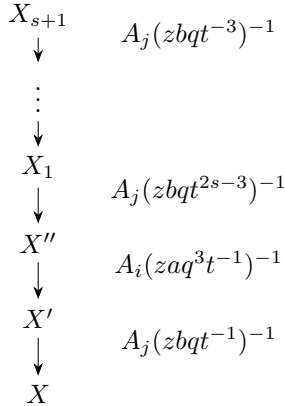 X_{s+1}
A_j(zbqt^{-3})^{-1}
⋮
X_1
A_j(zbqt^{2s-3})^{-1}
X''
A_i(zaq^3t^{-1})^{-1}
X'
A_j(zbqt^{-1})^{-1}
X